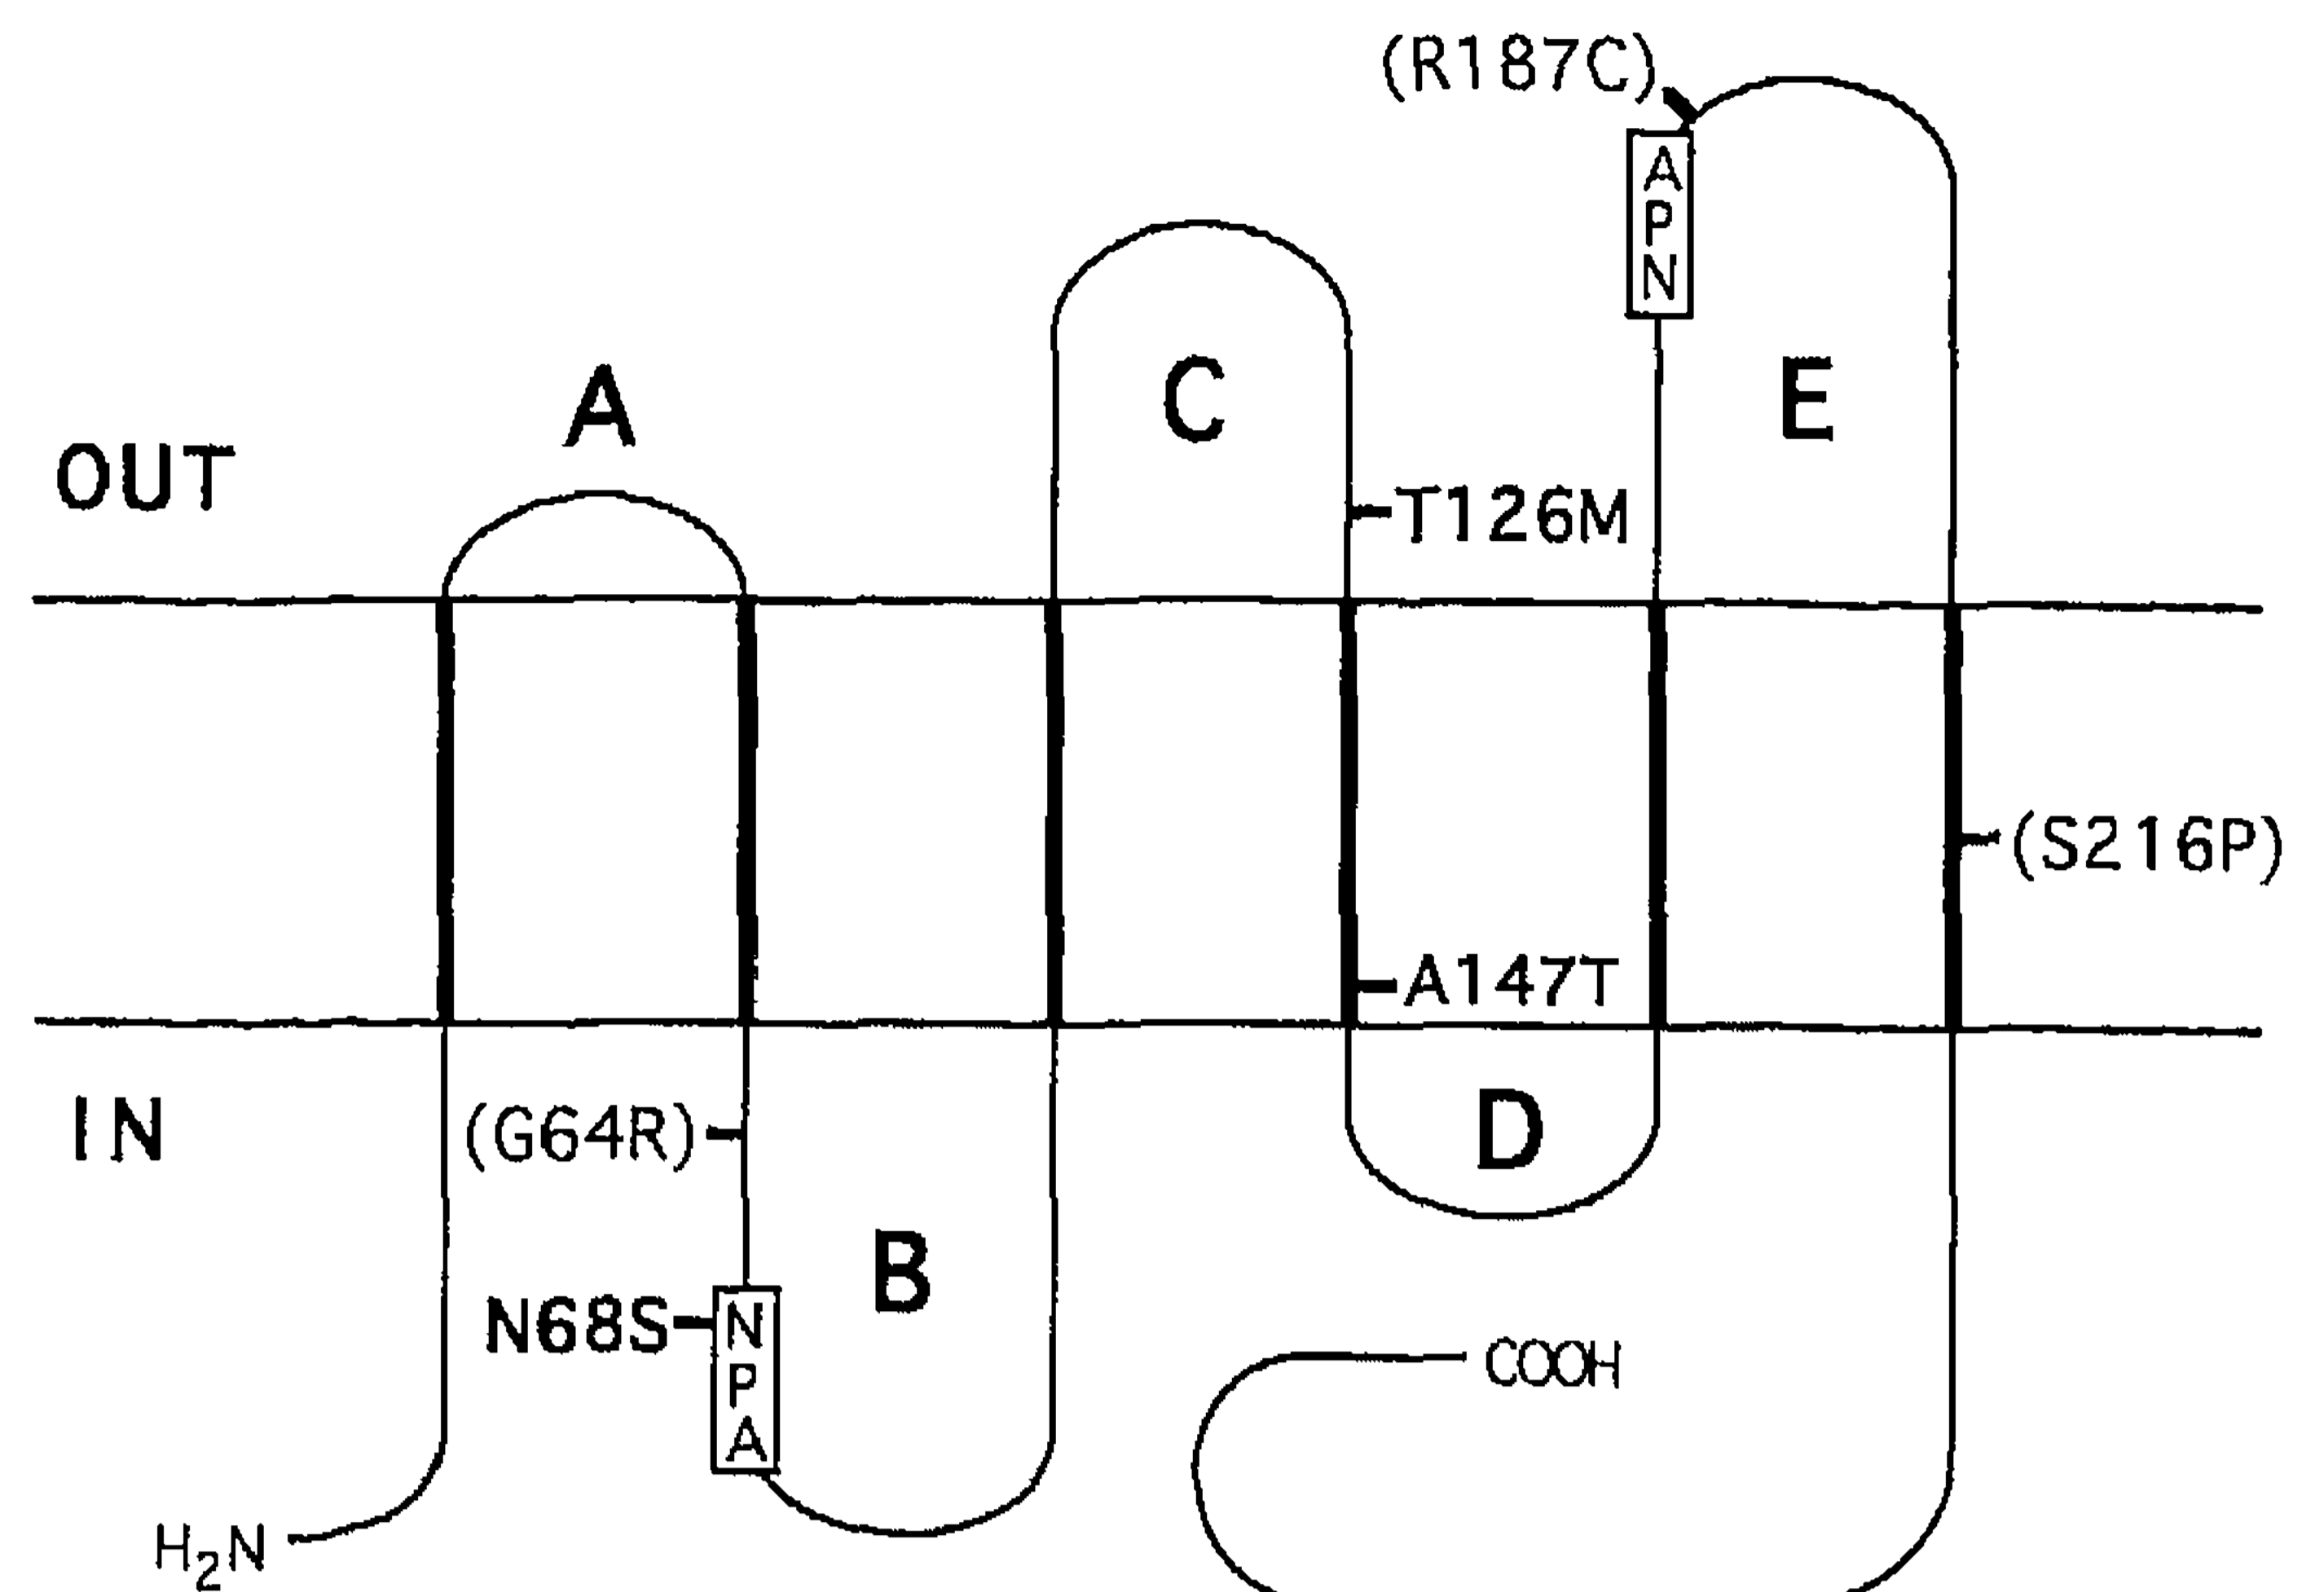 (R187C)
A
P
N
A
C
E
OUT
T126M
(S216P)
A147T
IN
(G64R)
D
B
N68S
N
P
A
COOH
H2N